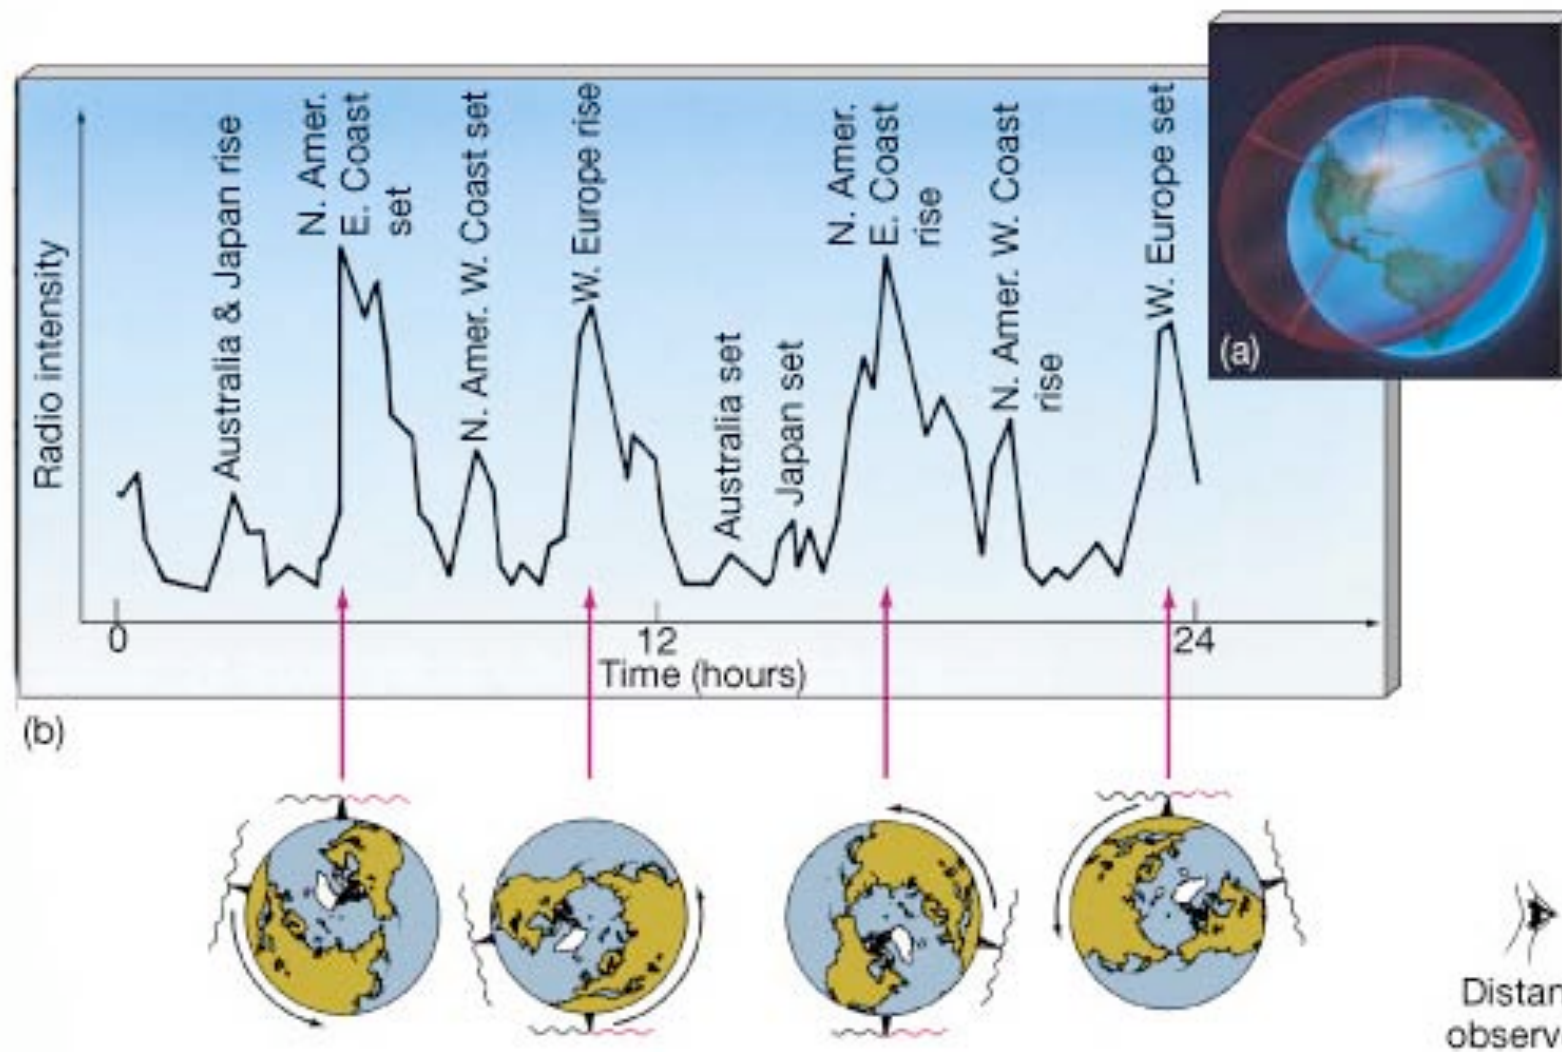 Radio intensity
Australia & Japan rise
N. Amer.
E. Coast
set
N. Amer. W. Coast set
W. Europe rise
Australia set
Japan set
N. Amer.
E. Coast
rise
N. Amer. W. Coast
rise
W. Europe set
(a)
0
12
24
Time (hours)
(b)
Distan
observ